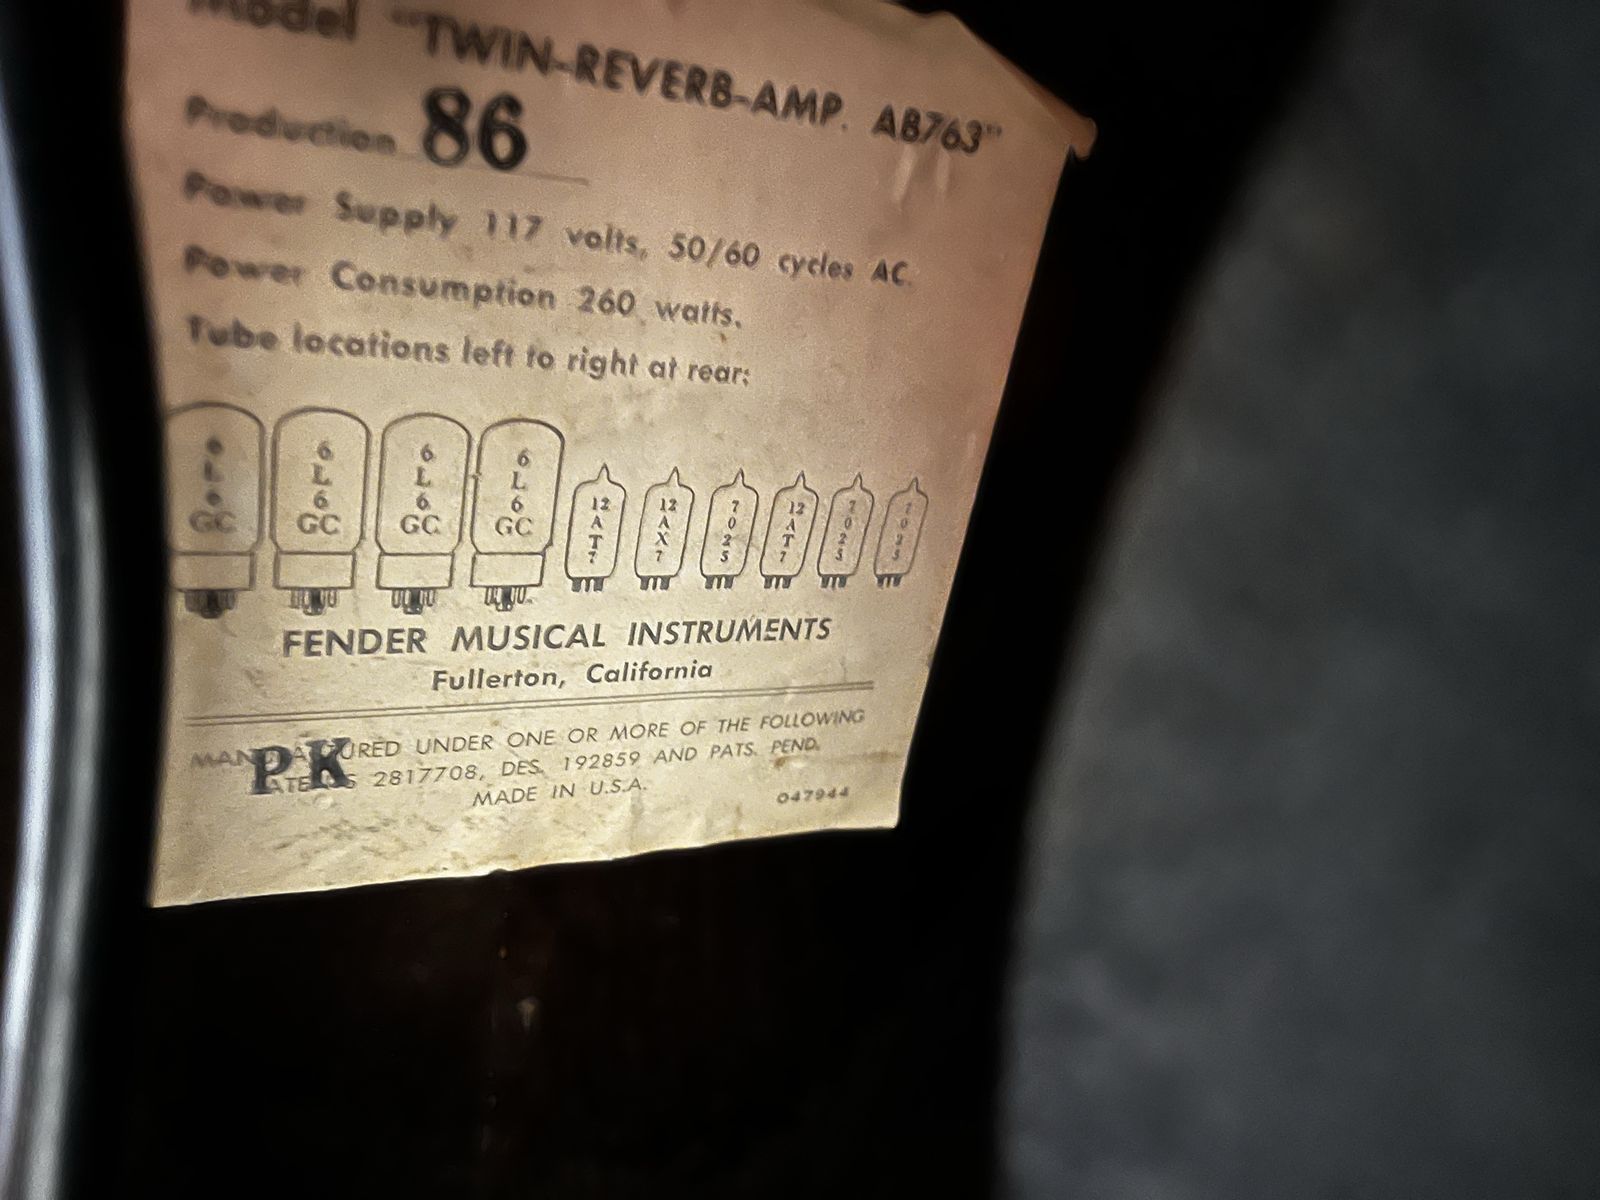 Model "TWIN-REVERB-AMP. AB763"
Production 86
Power Supply 117 volts, 50/60 cycles AC.
Power Consumption 260 watts.
Tube locations left to right at rear:
6L6GC 6L6GC 6L6GC 6L6GC 12AT7 12AX7 7025 12AT7 7025 7025
FENDER MUSICAL INSTRUMENTS
Fullerton, California
MANUFACTURED UNDER ONE OR MORE OF THE FOLLOWING
PK
PATENTS 2817708, DES. 192859 AND PATS. PEND.
MADE IN U.S.A. 047944